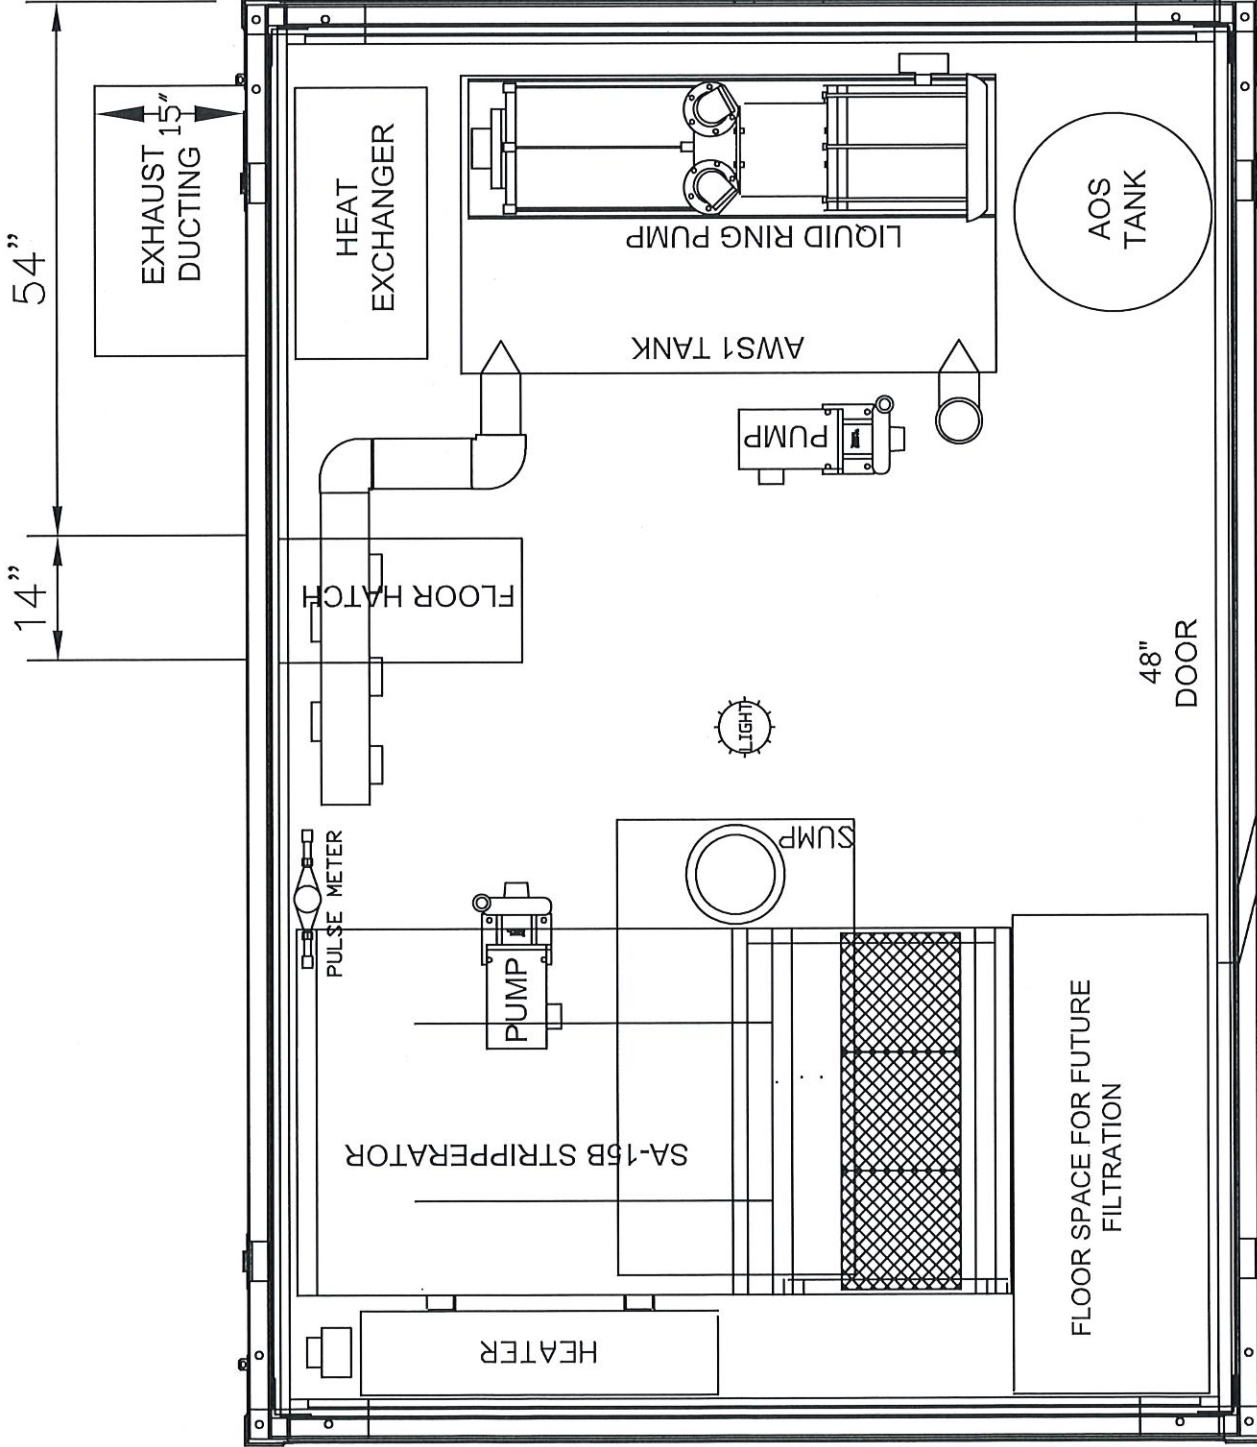 54"
14"
15"
EXHAUST
DUCTING
HEAT
EXCHANGER
LIQUID RING PUMP
AWS1 TANK
AOS
TANK
PUMP
FLOOR HATCH
LIGHT
48"
DOOR
PULSE METER
SUMP
PUMP
SA-15B STRIPPERATOR
HEATER
FLOOR SPACE FOR FUTURE
FILTRATION